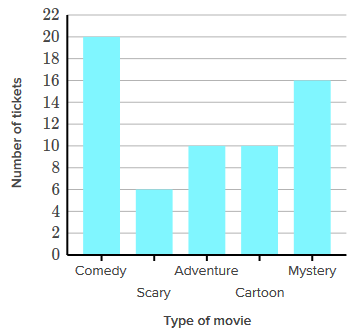 Number of tickets
22
20
18
16
14
12
10
8
6
4
2
0
Comedy
Scary
Adventure
Cartoon
Mystery
Type of movie